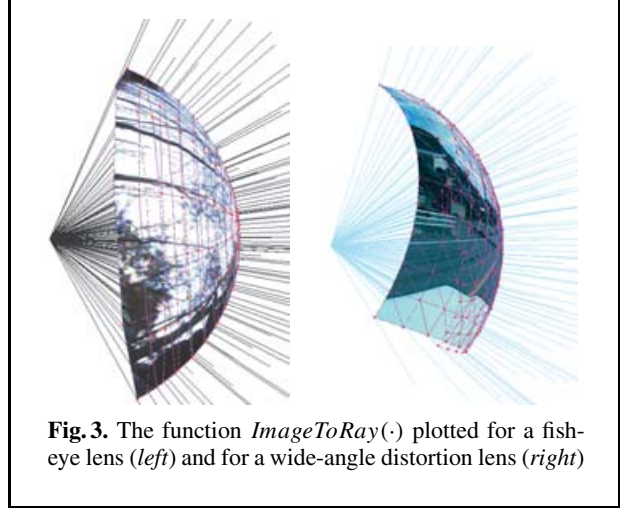 Fig. 3. The function ImageToRay(·) plotted for a fish-
eye lens (left) and for a wide-angle distortion lens (right)